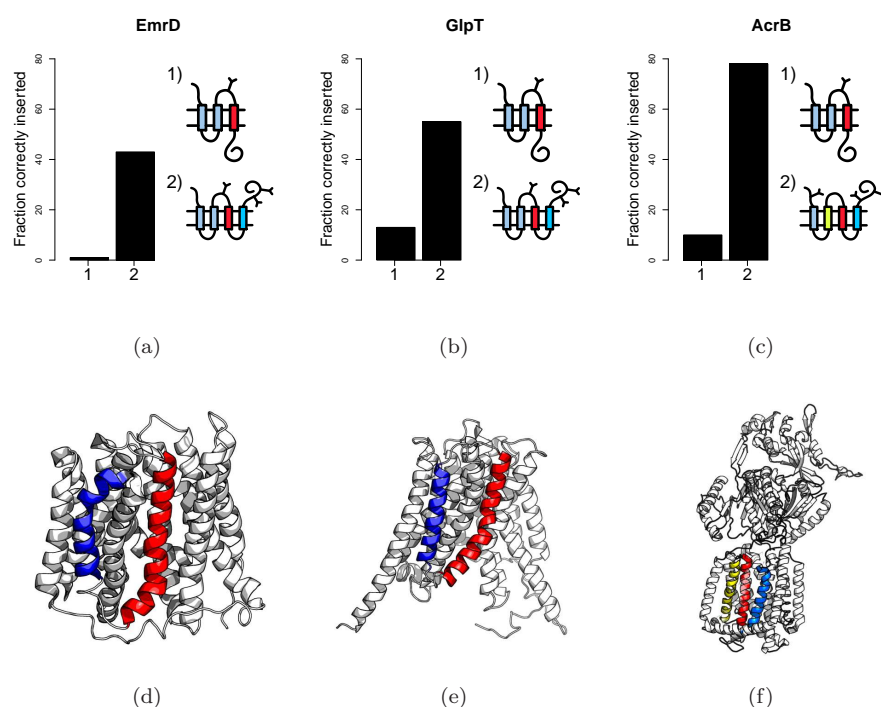 EmrD
GlpT
AcrB
Fraction correctly inserted
0
20
40
60
80
1
2
1)
2)
Fraction correctly inserted
0
20
40
60
80
1
2
1)
2)
Fraction correctly inserted
0
20
40
60
80
1
2
1)
2)
(a)
(b)
(c)
(d)
(e)
(f)